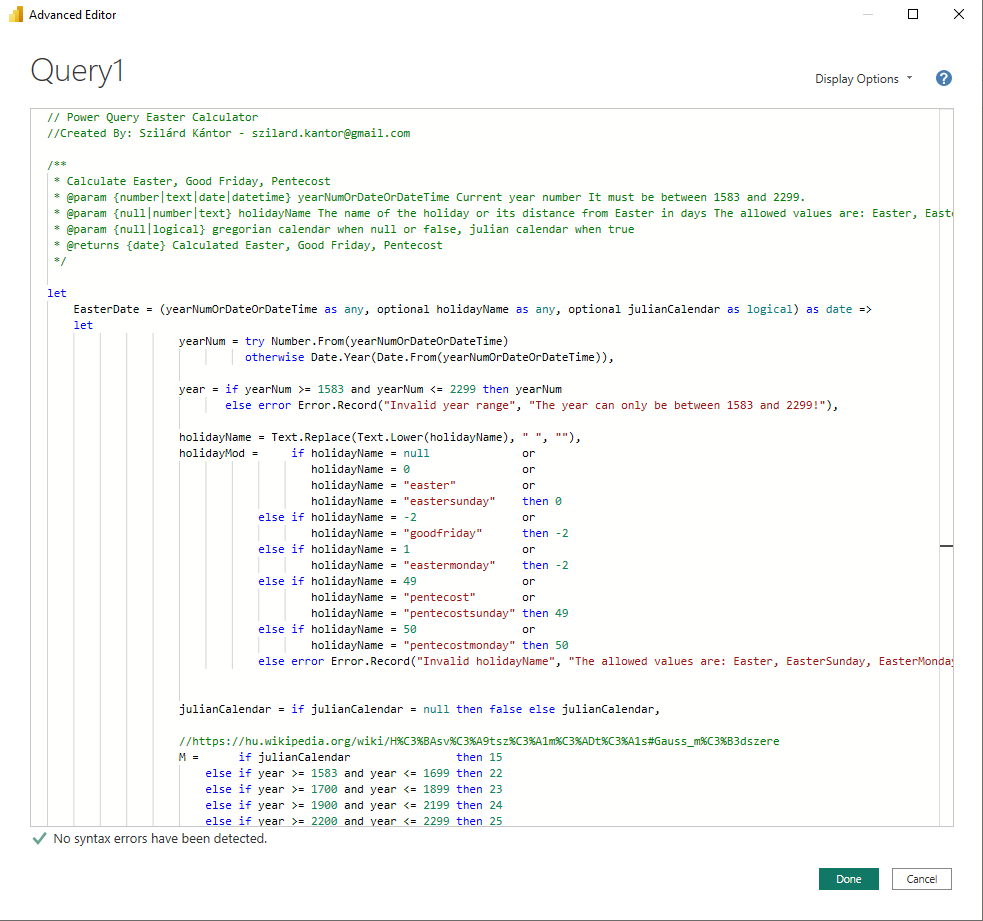 Advanced Editor
Query1
Display Options
?
// Power Query Easter Calculator
//Created By: Szilárd Kántor - szilard.kantor@gmail.com
/**
* Calculate Easter, Good Friday, Pentecost
* @param {number|text|date|datetime} yearNumOrDateOrDateTime Current year number It must be between 1583 and 2299.
* @param {null|number|text} holidayName The name of the holiday or its distance from Easter in days The allowed values are: Easter, East
* @param {null|logical} gregorian calendar when null or false, julian calendar when true
* @returns {date} Calculated Easter, Good Friday, Pentecost
*/
let
EasterDate = (yearNumOrDateOrDateTime as any, optional holidayName as any, optional julianCalendar as logical) as date =>
let
yearNum = try Number.From(yearNumOrDateOrDateTime)
otherwise Date.Year(Date.From(yearNumOrDateOrDateTime)),
year = if yearNum >= 1583 and yearNum <= 2299 then yearNum
else error Error.Record("Invalid year range", "The year can only be between 1583 and 2299!"),
holidayName = Text.Replace(Text.Lower(holidayName), " ", ""),
holidayMod = if holidayName = null or
holidayName = 0 or
holidayName = "easter" or
holidayName = "eastersunday" then 0
else if holidayName = -2 or
holidayName = "goodfriday" then -2
else if holidayName = 1 or
holidayName = "eastermonday" then -2
else if holidayName = 49 or
holidayName = "pentecost" or
holidayName = "pentecostsunday" then 49
else if holidayName = 50 or
holidayName = "pentecostmonday" then 50
else error Error.Record("Invalid holidayName", "The allowed values are: Easter, EasterSunday, EasterMonday
julianCalendar = if julianCalendar = null then false else julianCalendar,
//https://hu.wikipedia.org/wiki/H%C3%BAsv%C3%A9tsz%C3%A1m%C3%ADt%C3%A1s#Gauss_m%C3%B3dszere
M = if julianCalendar then 15
else if year >= 1583 and year <= 1699 then 22
else if year >= 1700 and year <= 1899 then 23
else if year >= 1900 and year <= 2199 then 24
else if year >= 2200 and year <= 2299 then 25
No syntax errors have been detected.
Done
Cancel